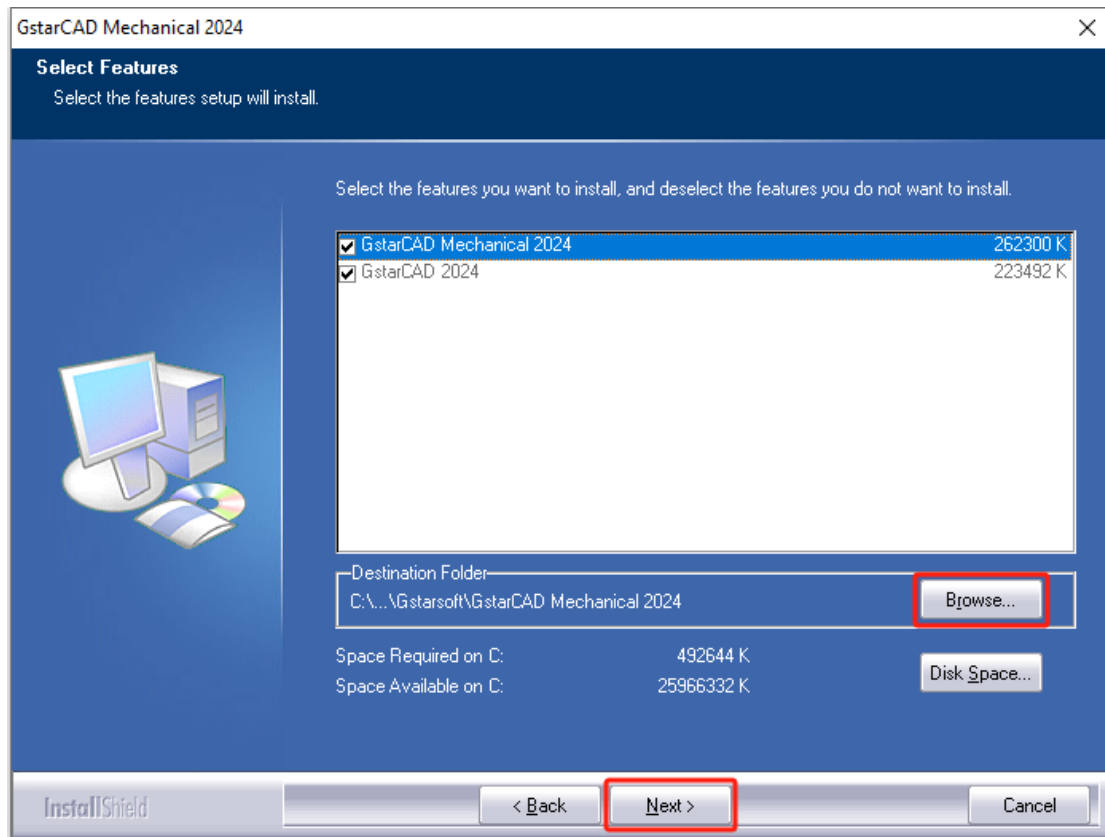 GstarCAD Mechanical 2024
Select Features
Select the features setup will install.
Select the features you want to install, and deselect the features you do not want to install.
GstarCAD Mechanical 2024 262300 K
GstarCAD 2024 223492 K
Destination Folder
C:\...\Gstarsoft\GstarCAD Mechanical 2024 Browse...
Space Required on C: 492644 K
Space Available on C: 25966332 K
Disk Space...
InstallShield < Back Next > Cancel